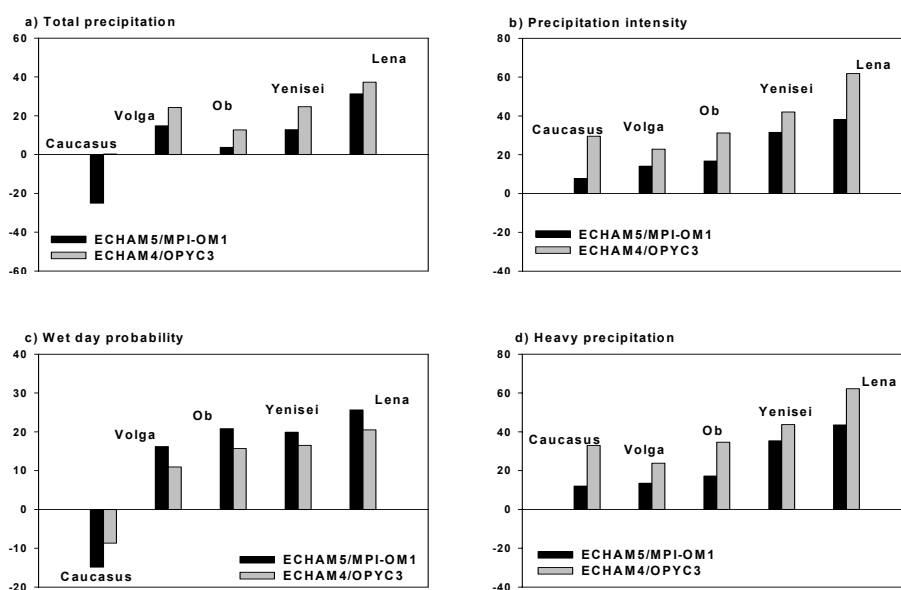 a) Total precipitation
60
40
20
0
-20
-40
-60
Caucasus
Volga
Ob
Yenisei
Lena
ECHAM5/MPI-OM1
ECHAM4/OPYC3
b) Precipitation intensity
80
60
40
20
0
-20
-40
Caucasus
Volga
Ob
Yenisei
Lena
ECHAM5/MPI-OM1
ECHAM4/OPYC3
c) Wet day probability
40
30
20
10
0
-10
-20
Caucasus
Volga
Ob
Yenisei
Lena
ECHAM5/MPI-OM1
ECHAM4/OPYC3
d) Heavy precipitation
80
60
40
20
0
-20
-40
Caucasus
Volga
Ob
Yenisei
Lena
ECHAM5/MPI-OM1
ECHAM4/OPYC3